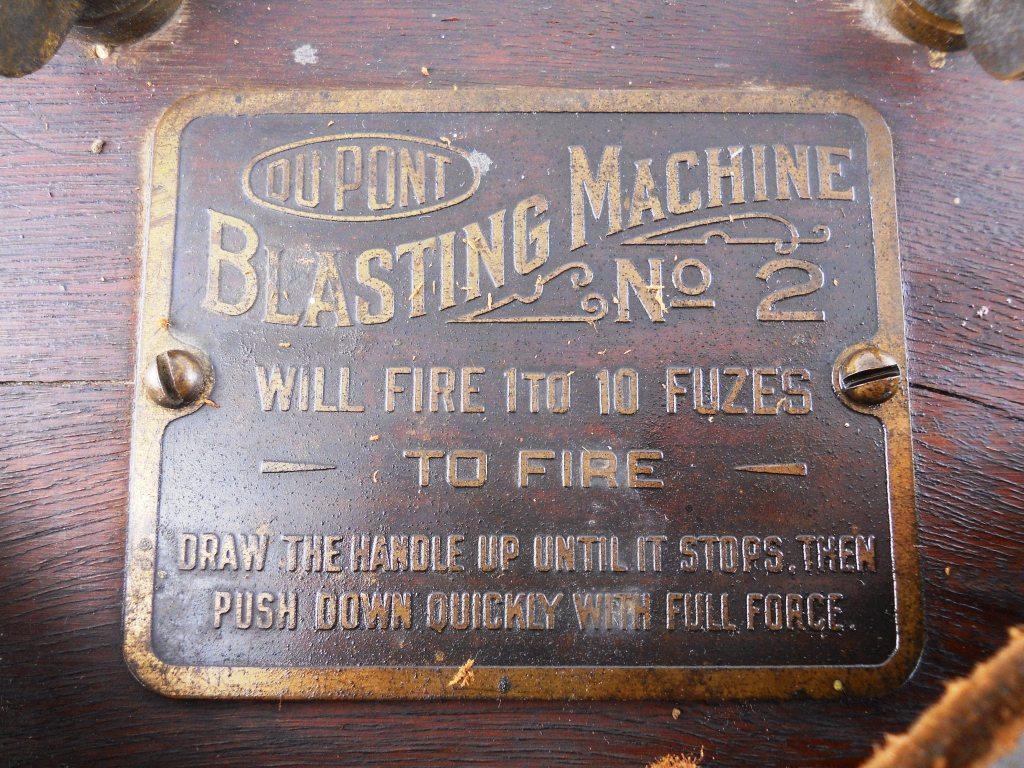 DU PONT
BLASTING MACHINE
No 2
WILL FIRE 1 TO 10 FUZES
TO FIRE
DRAW THE HANDLE UP UNTIL IT STOPS. THEN
PUSH DOWN QUICKLY WITH FULL FORCE.